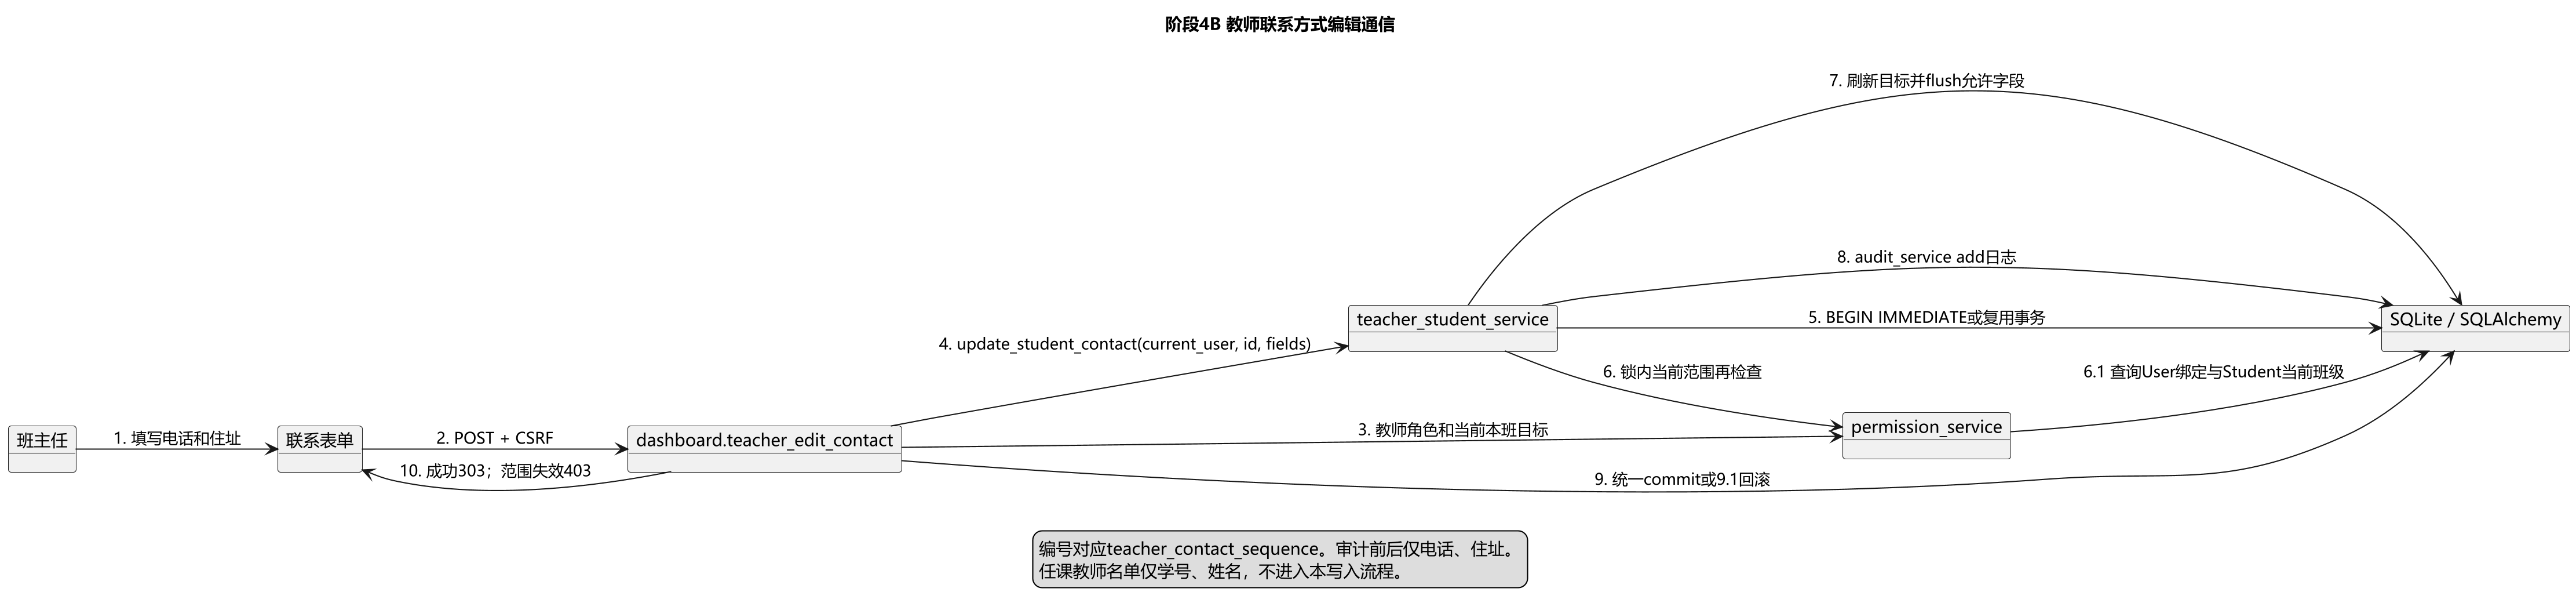 阶段4B 教师联系方式编辑通信
7. 刷新目标并flush允许字段
8. audit_service add日志
teacher_student_service
5. BEGIN IMMEDIATE或复用事务
SQLite / SQLAlchemy
4. update_student_contact(current_user, id, fields)
6. 锁内当前范围再检查
6.1 查询User绑定与Student当前班级
班主任
1. 填写电话和住址
联系表单
2. POST + CSRF
dashboard.teacher_edit_contact
3. 教师角色和当前本班目标
permission_service
10. 成功303；范围失效403
9. 统一commit或9.1回滚
编号对应teacher_contact_sequence。审计前后仅电话、住址。
任课教师名单仅学号、姓名，不进入本写入流程。